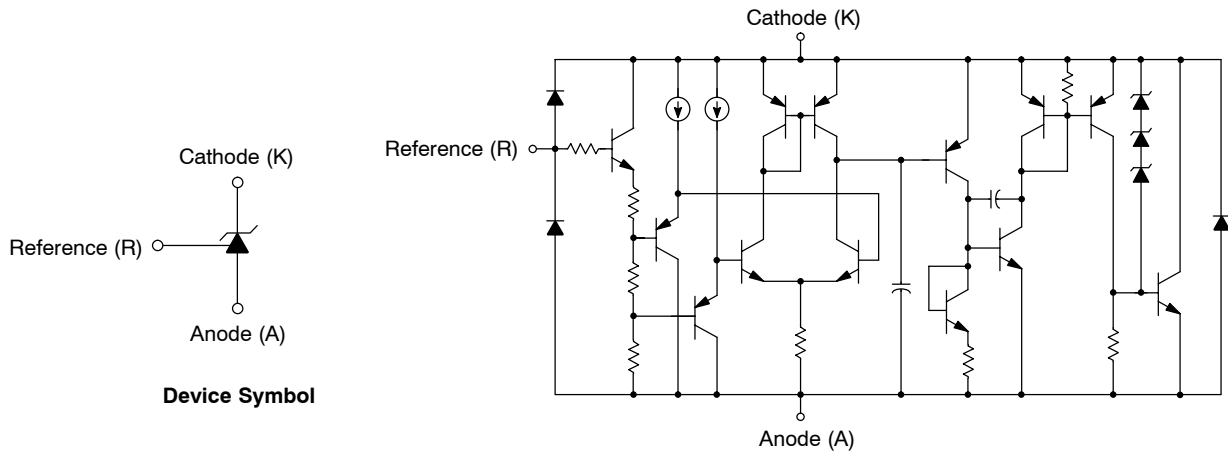 Cathode (K)
Reference (R)
Anode (A)
Device Symbol
Cathode (K)
Reference (R)
Anode (A)